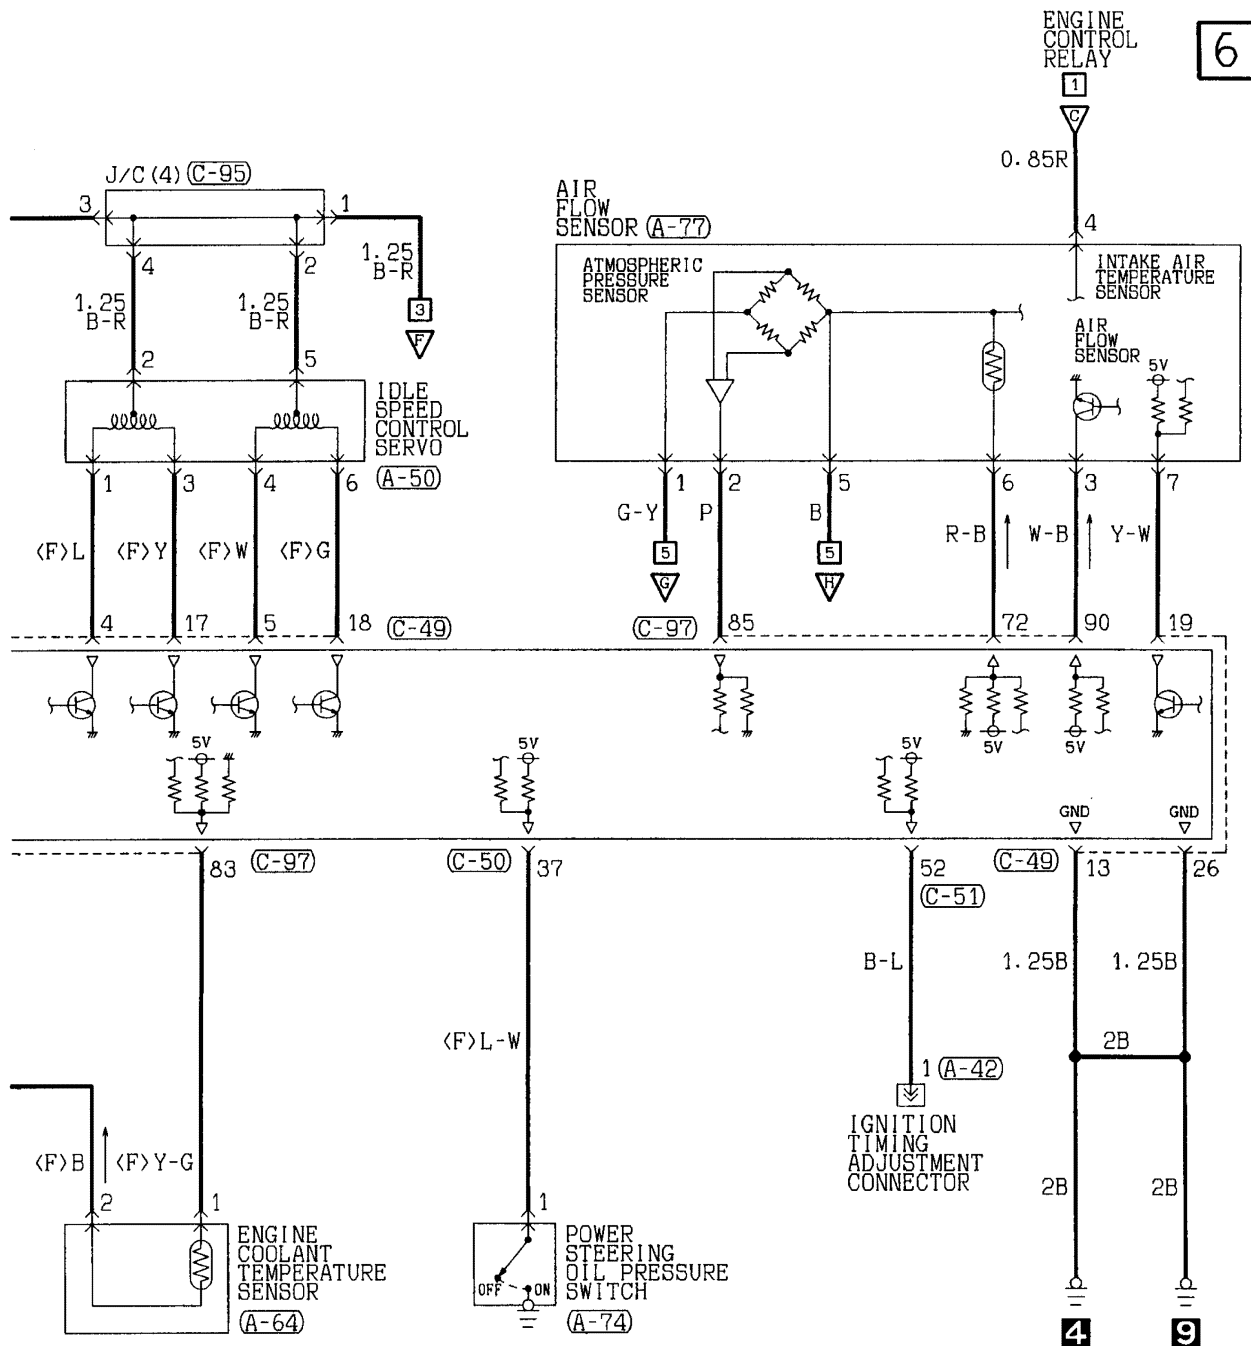 ENGINE
CONTROL
RELAY
6
1
C
0.85R
J/C(4) C-95
3
1
4
2
1.25
B-R
1.25
B-R
1.25
B-R
3
F
2
5
IDLE
SPEED
CONTROL
SERVO
A-50
1
3
4
6
<F>L
<F>Y
<F>W
<F>G
4
17
5
18
C-49
AIR
FLOW
SENSOR A-77
4
ATMOSPHERIC
PRESSURE
SENSOR
INTAKE AIR
TEMPERATURE
SENSOR
AIR
FLOW
SENSOR
5V
1
2
5
6
3
7
G-Y
P
B
R-B
W-B
Y-W
5
G
5
H
C-97
85
72
90
19
5V
5V
5V
5V
5V
GND
GND
83
C-97
C-50
37
52
C-51
C-49
13
26
B-L
1.25B
1.25B
<F>L-W
2B
1 A-42
IGNITION
TIMING
ADJUSTMENT
CONNECTOR
<F>B
<F>Y-G
2B
2B
2
1
1
ENGINE
COOLANT
TEMPERATURE
SENSOR
A-64
OFF
ON
POWER
STEERING
OIL PRESSURE
SWITCH
A-74
4
9